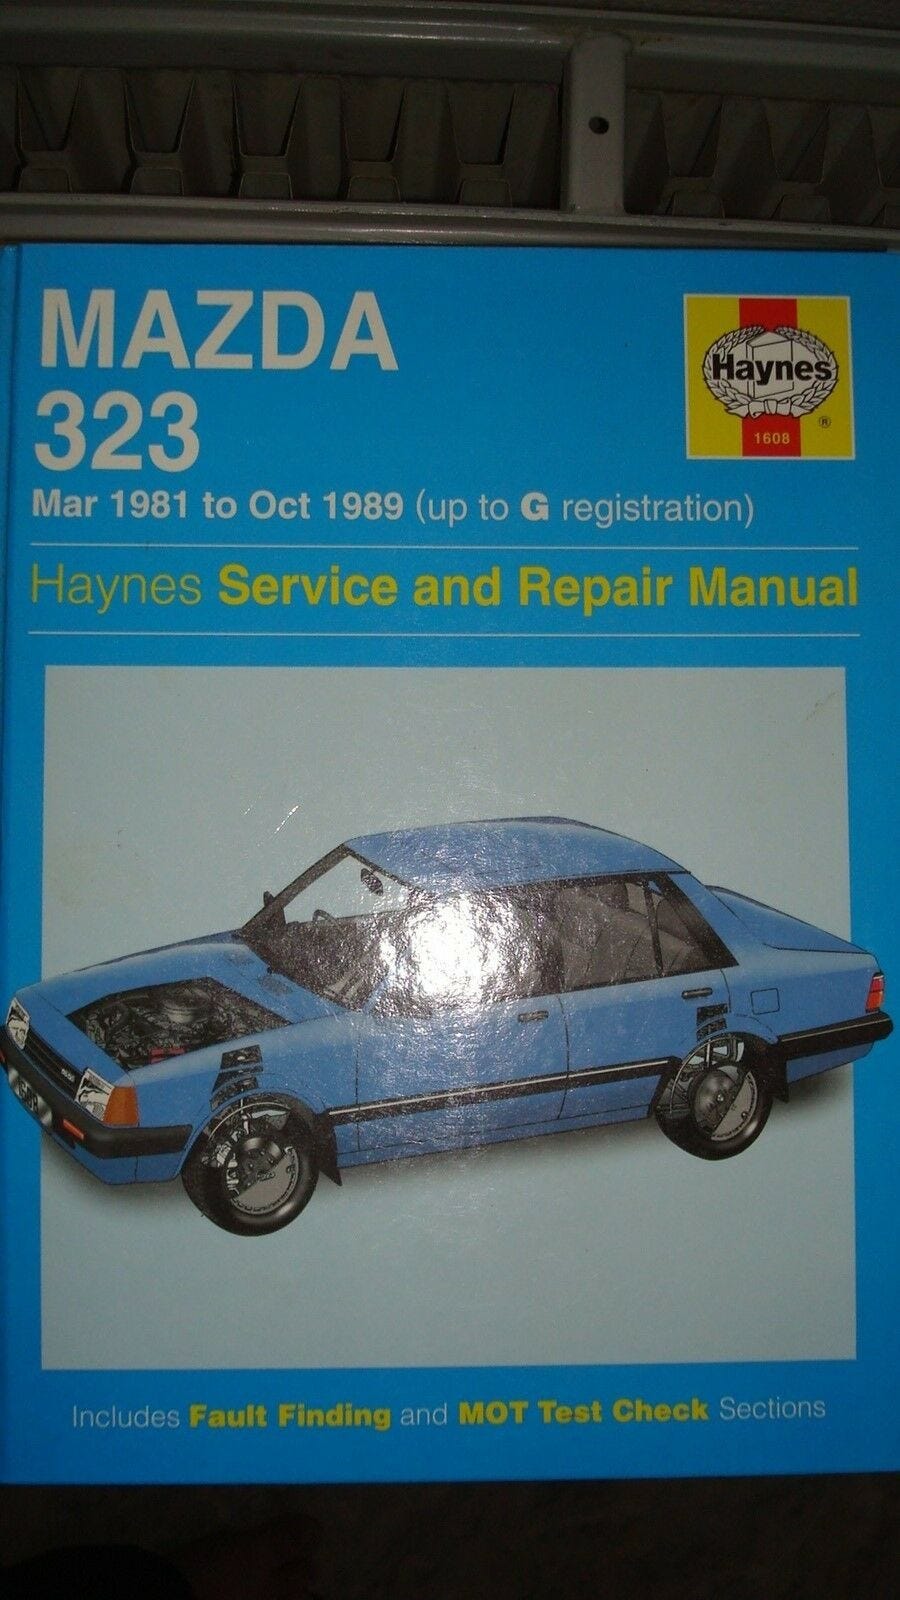 MAZDA
323
Mar 1981 to Oct 1989 (up to G registration)
Haynes
®
1608
Haynes Service and Repair Manual
Includes Fault Finding and MOT Test Check Sections